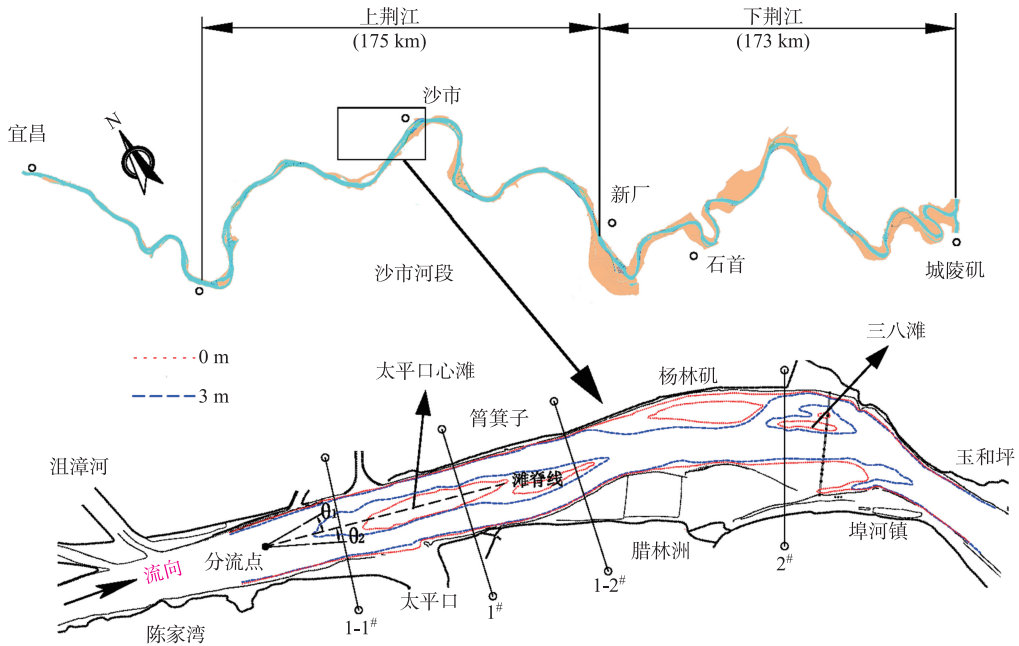 上荆江
(175 km)
下荆江
(173 km)
沙市
N
宜昌
新厂
石首
城陵矶
沙市河段
三八滩
0 m
3 m
太平口心滩
杨林矶
筲箕子
沮漳河
玉和坪
滩脊线
θ1
θ2
分流点
流向
腊林洲
埠河镇
太平口
1#
1-2#
2#
1-1#
陈家湾